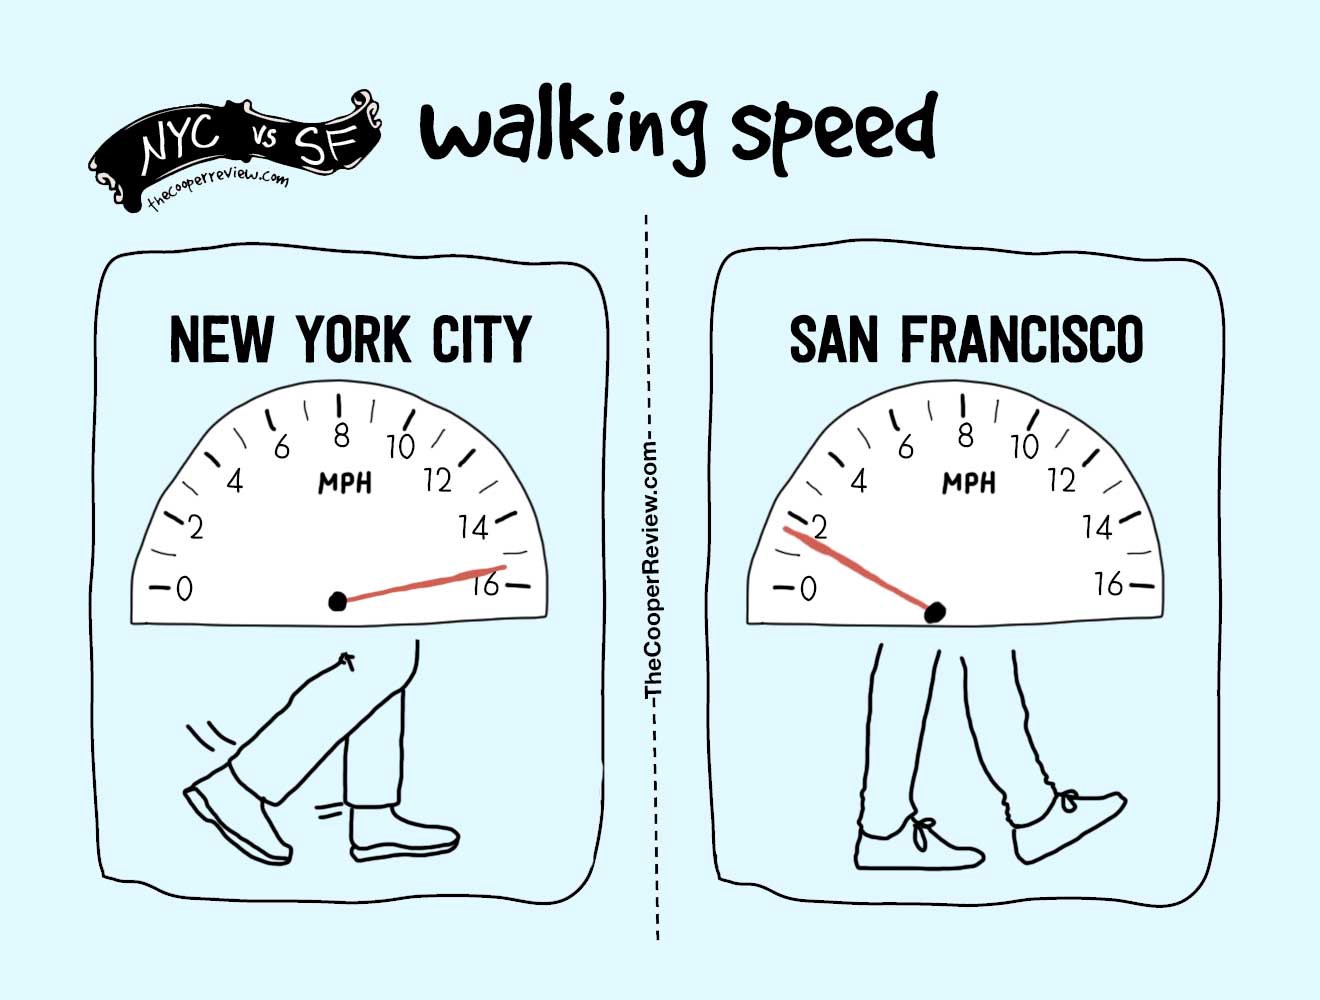 NYC vs SF
thecooperreview.com
walking speed
NEW YORK CITY
0
2
4
6
8
10
12
14
16
MPH
TheCooperReview.com
SAN FRANCISCO
0
2
4
6
8
10
12
14
16
MPH